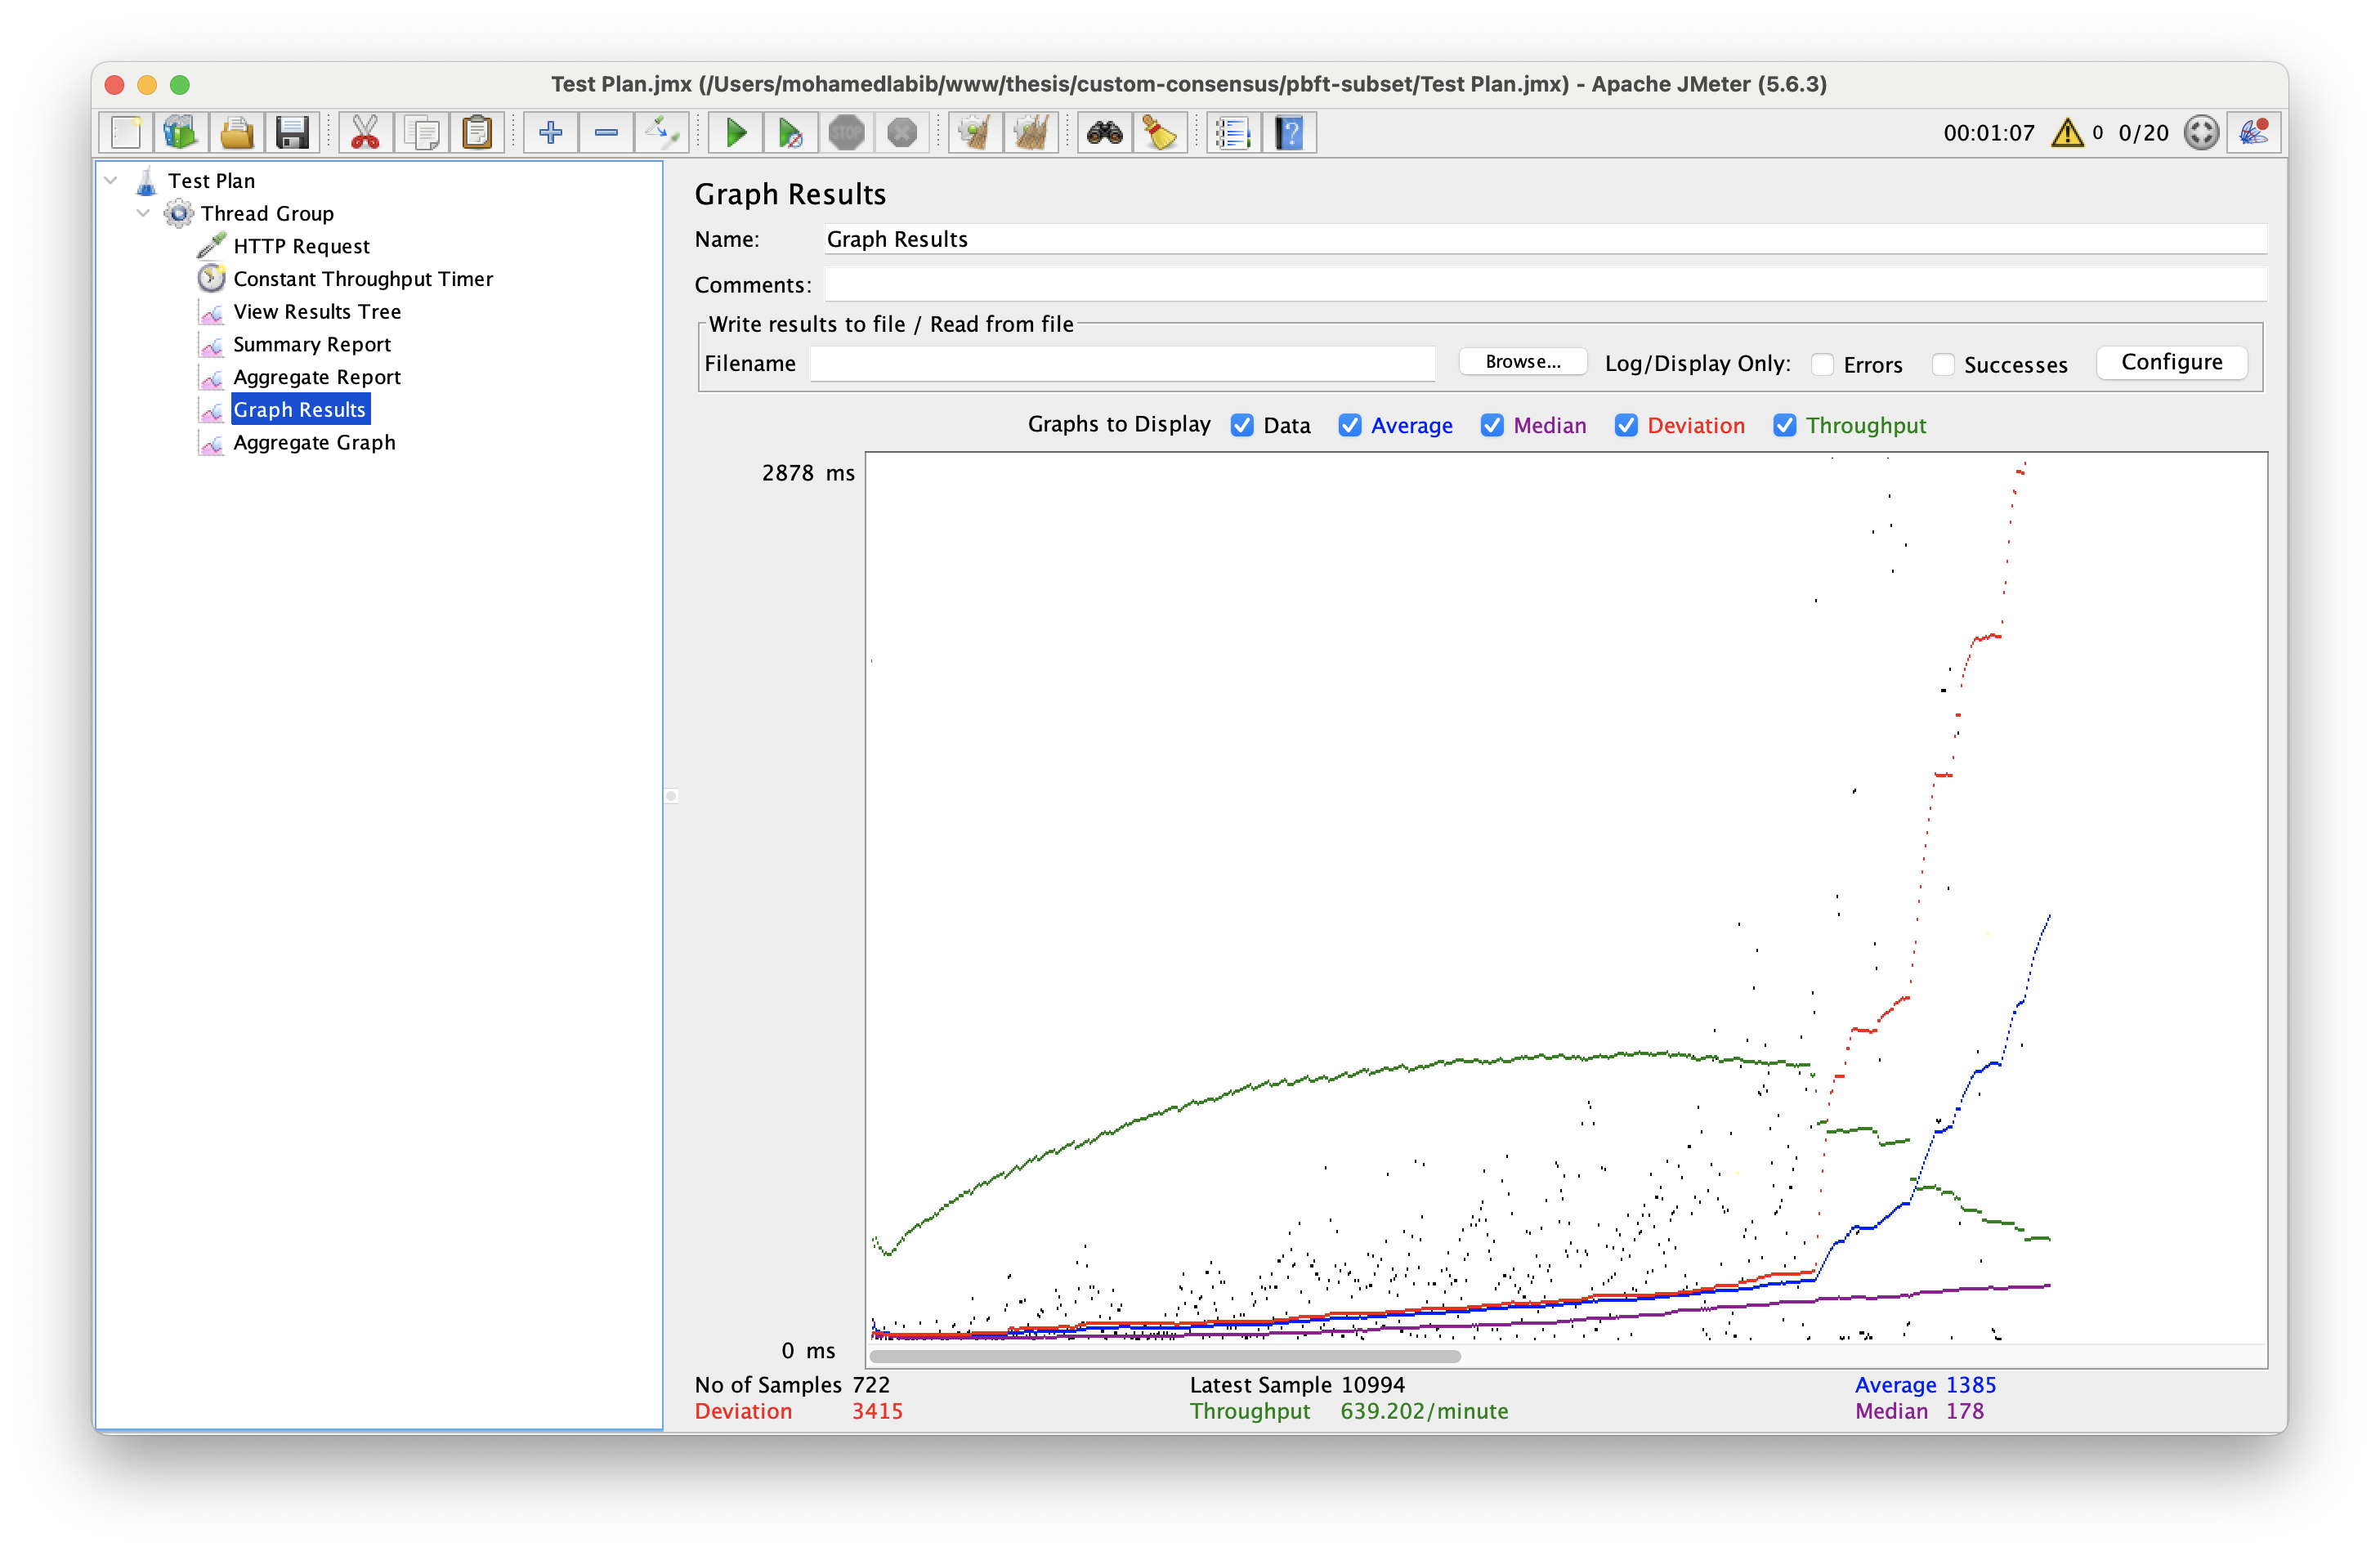 Test Plan.jmx (/Users/mohamedlabib/www/thesis/custom-consensus/pbft-subset/Test Plan.jmx) - Apache JMeter (5.6.3)
STOP 00:01:07 0 0/20
Test Plan
Thread Group
HTTP Request
Constant Throughput Timer
View Results Tree
Summary Report
Aggregate Report
Graph Results
Aggregate Graph
Graph Results
Name: Graph Results
Comments:
Write results to file / Read from file
Filename Browse... Log/Display Only: Errors Successes Configure
Graphs to Display Data Average Median Deviation Throughput
2878 ms
0 ms
No of Samples 722 Latest Sample 10994 Average 1385
Deviation 3415 Throughput 639.202/minute Median 178